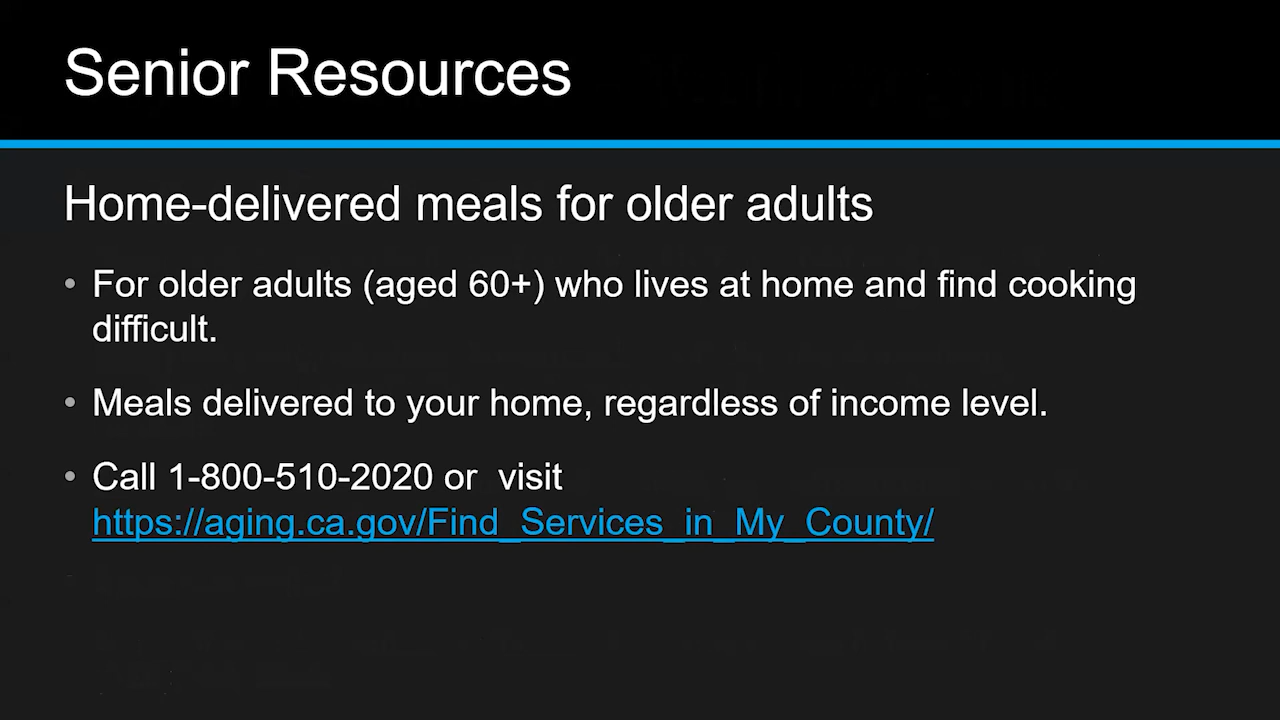 Senior Resources
Home-delivered meals for older adults
• For older adults (aged 60+) who lives at home and find cooking
difficult.
• Meals delivered to your home, regardless of income level.
• Call 1-800-510-2020 or  visit
https://aging.ca.gov/Find_Services_in_My_County/